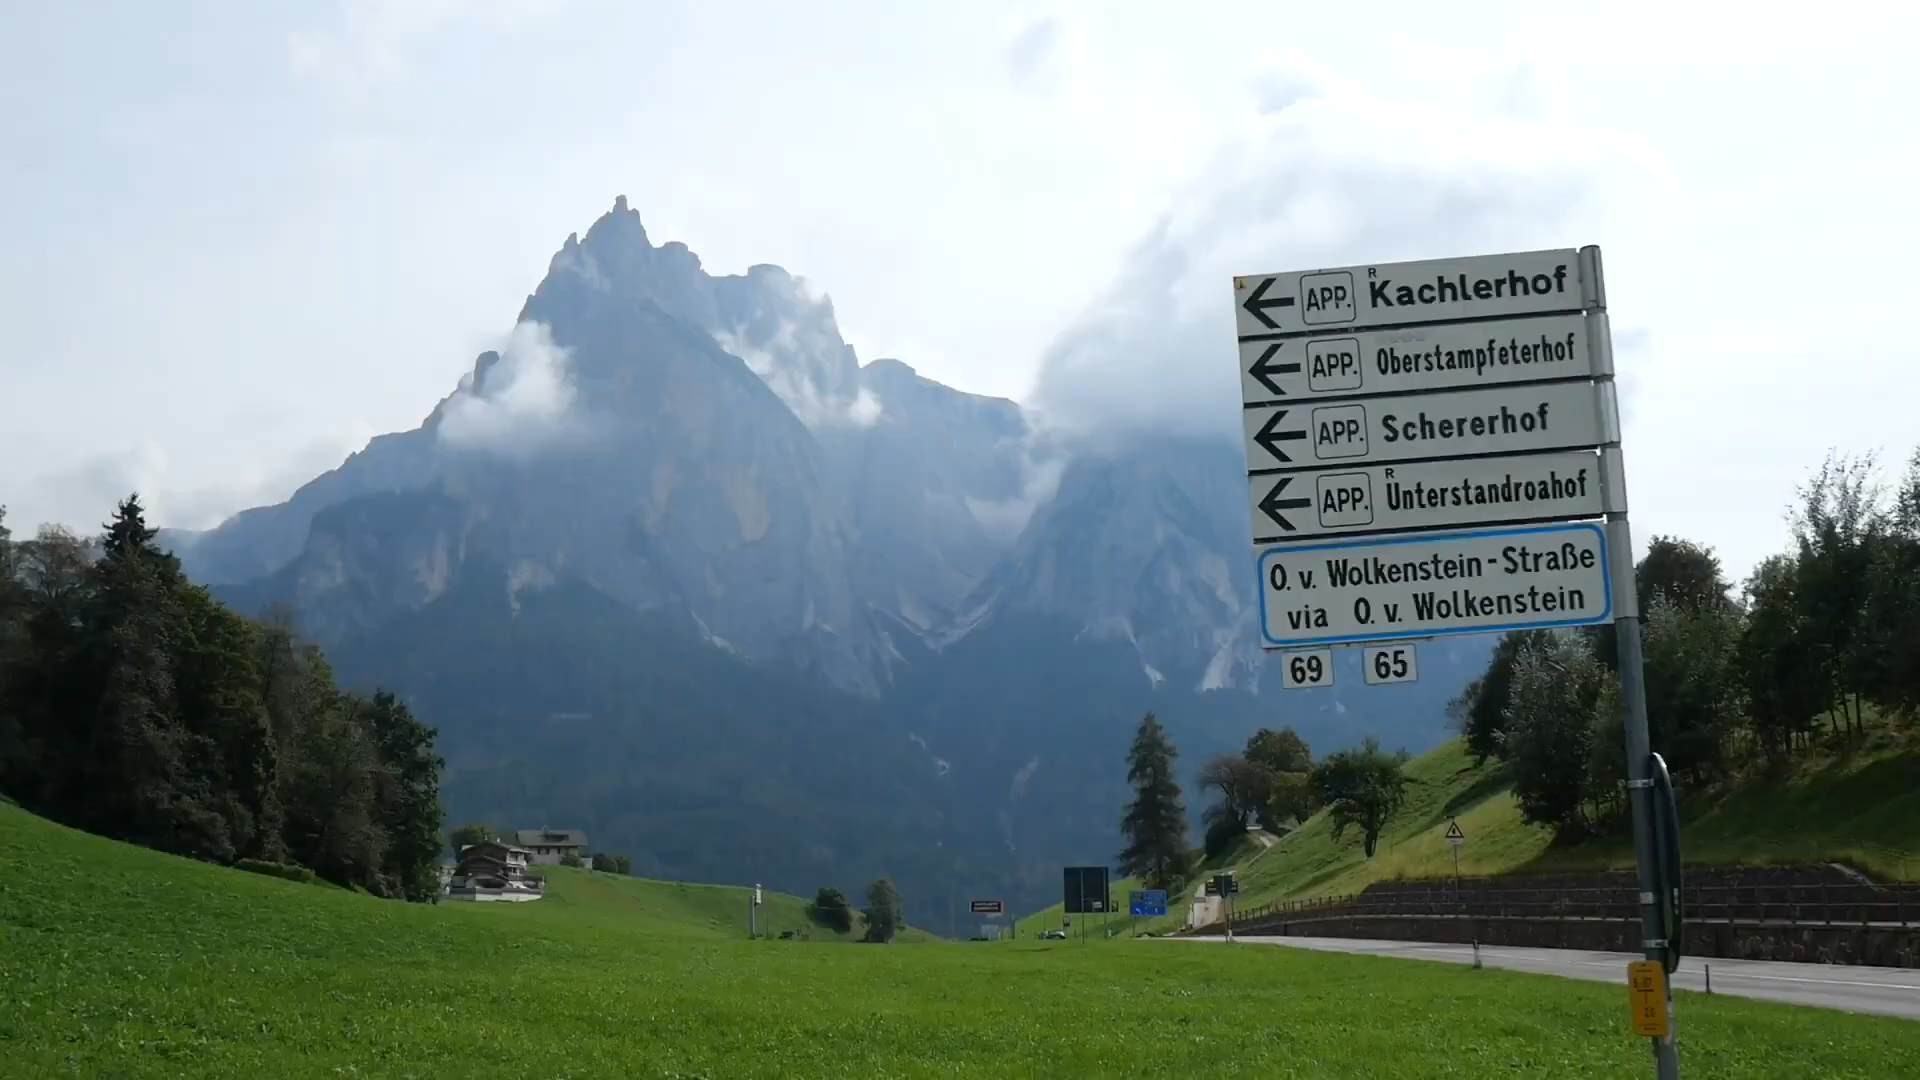 APP. R Kachlerhof
APP. Oberstampfeterhof
APP. Schererhof
APP. R Unterstandroahof
O. v. Wolkenstein-Straße
via O. v. Wolkenstein
69 65